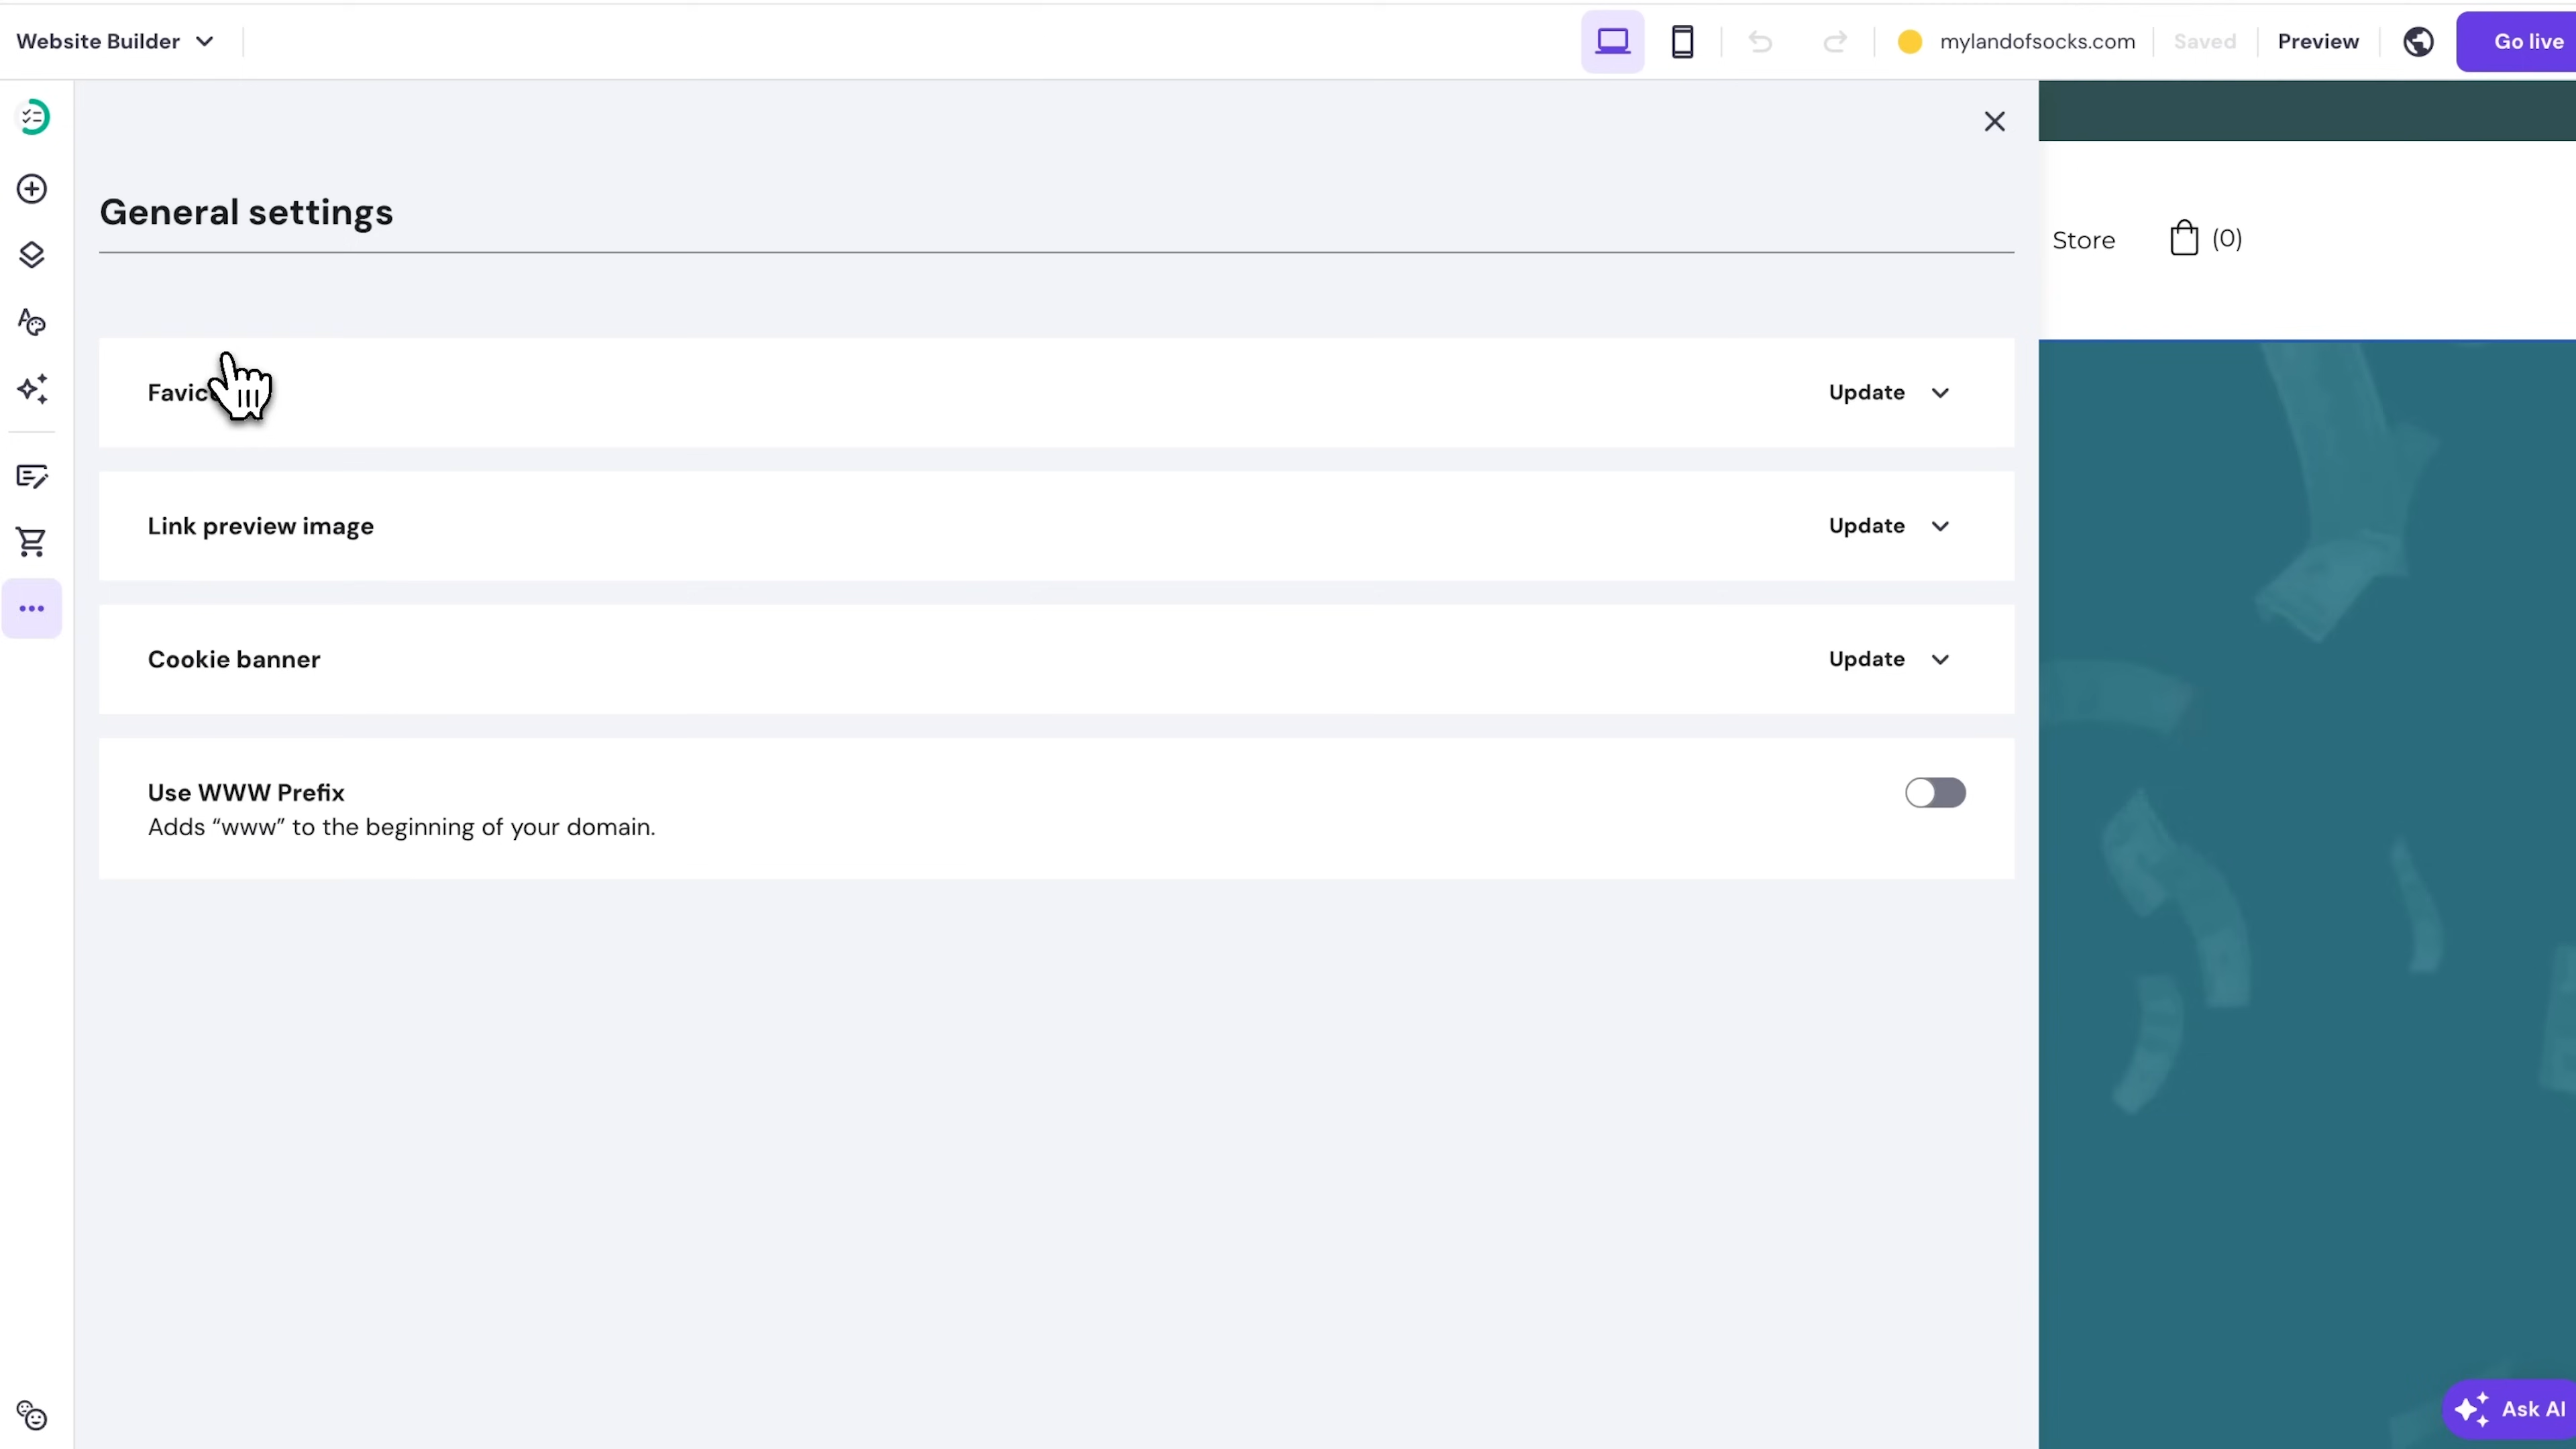 Website Builder
mylandofsocks.com
Saved
Preview
Go live
General settings
Store
(0)
Update
Link preview image
Update
Cookie banner
Update
Use WWW Prefix
Adds “www” to the beginning of your domain.
Ask AI